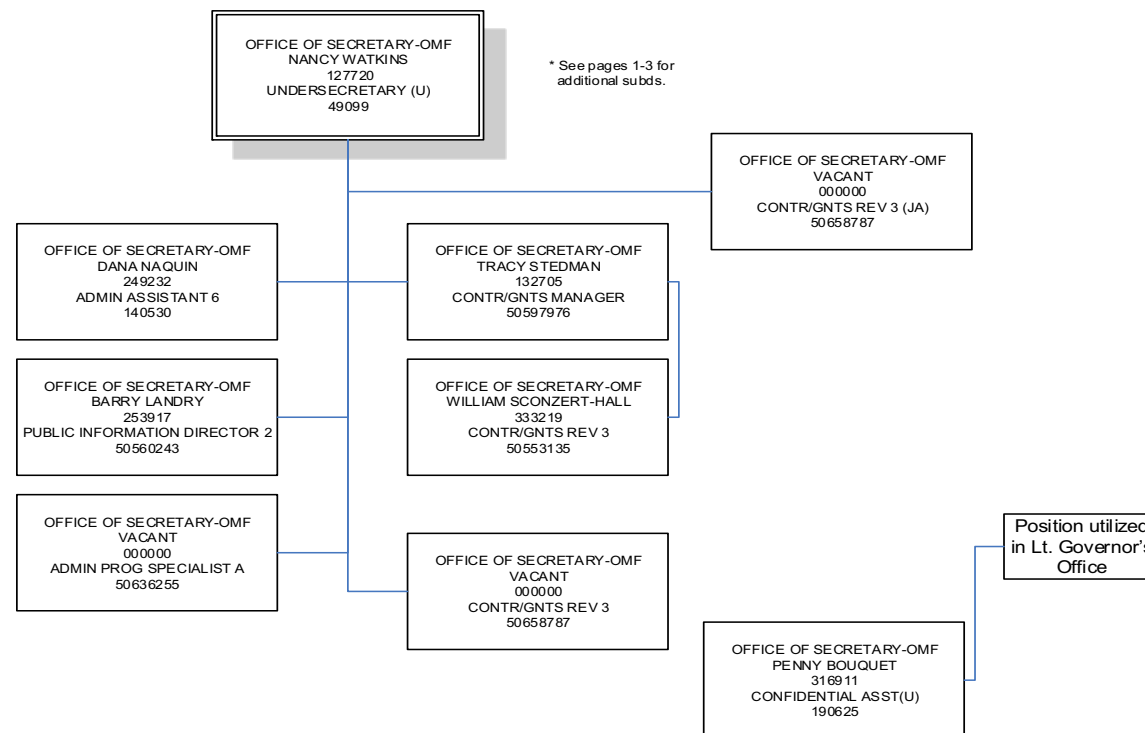 OFFICE OF SECRETARY-OMF
NANCY WATKINS
127720
UNDERSECRETARY (U)
49099
* See pages 1-3 for
additional subds.
OFFICE OF SECRETARY-OMF
VACANT
000000
CONTR/GNTS REV 3 (JA)
50658787
OFFICE OF SECRETARY-OMF
DANA NAQUIN
249232
ADMIN ASSISTANT 6
140530
OFFICE OF SECRETARY-OMF
TRACY STEDMAN
132705
CONTR/GNTS MANAGER
50597976
OFFICE OF SECRETARY-OMF
BARRY LANDRY
253917
PUBLIC INFORMATION DIRECTOR 2
50560243
OFFICE OF SECRETARY-OMF
WILLIAM SCONZERT-HALL
333219
CONTR/GNTS REV 3
50553135
OFFICE OF SECRETARY-OMF
VACANT
000000
ADMIN PROG SPECIALIST A
50636255
OFFICE OF SECRETARY-OMF
VACANT
000000
CONTR/GNTS REV 3
50658787
Position utilized
in Lt. Governor's
Office
OFFICE OF SECRETARY-OMF
PENNY BOUQUET
316911
CONFIDENTIAL ASST(U)
190625